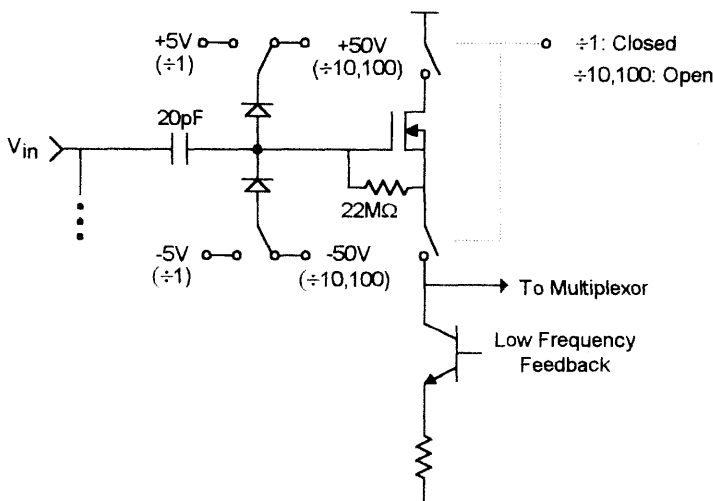 +5V
(÷1)
+50V
(÷10,100)
÷1: Closed
÷10,100: Open
20pF
Vin
22MΩ
-5V
(÷1)
-50V
(÷10,100)
To Multiplexor
Low Frequency
Feedback